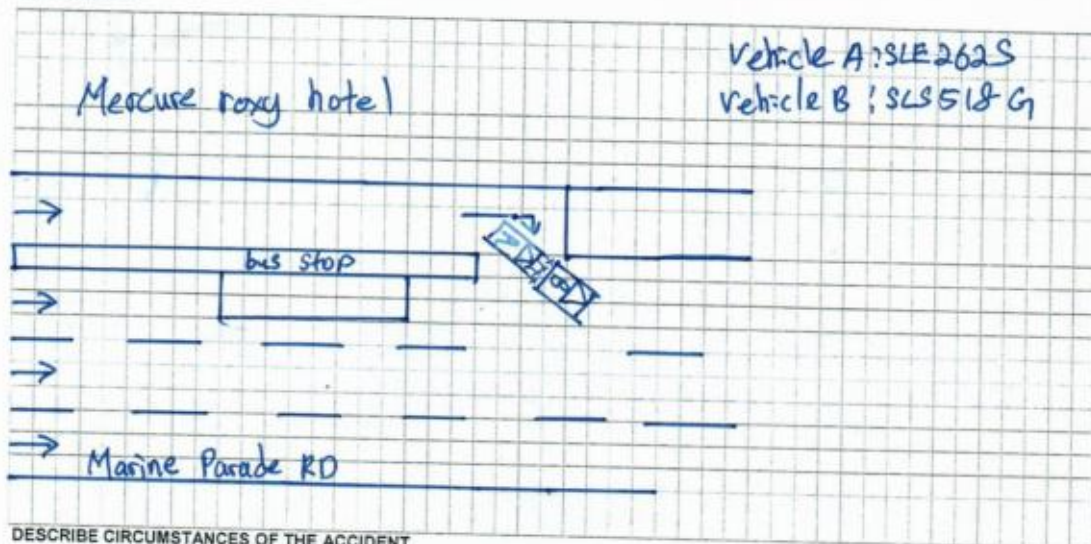 Vehicle A : SLE262S
Mercure roxy hotel
Vehicle B : SLS518G
bus stop
A
B
Marine Parade RD
DESCRIBE CIRCUMSTANCES OF THE ACCIDENT